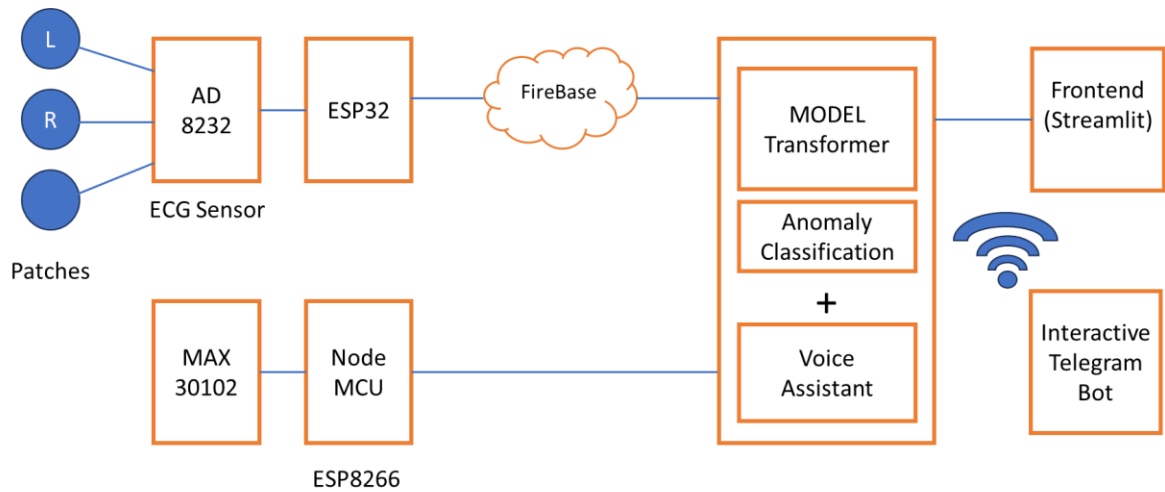 L
R
Patches
AD
8232
ECG Sensor
ESP32
FireBase
MODEL
Transformer
Anomaly
Classification
+
Voice
Assistant
Frontend
(Streamlit)
Interactive
Telegram
Bot
MAX
30102
Node
MCU
ESP8266